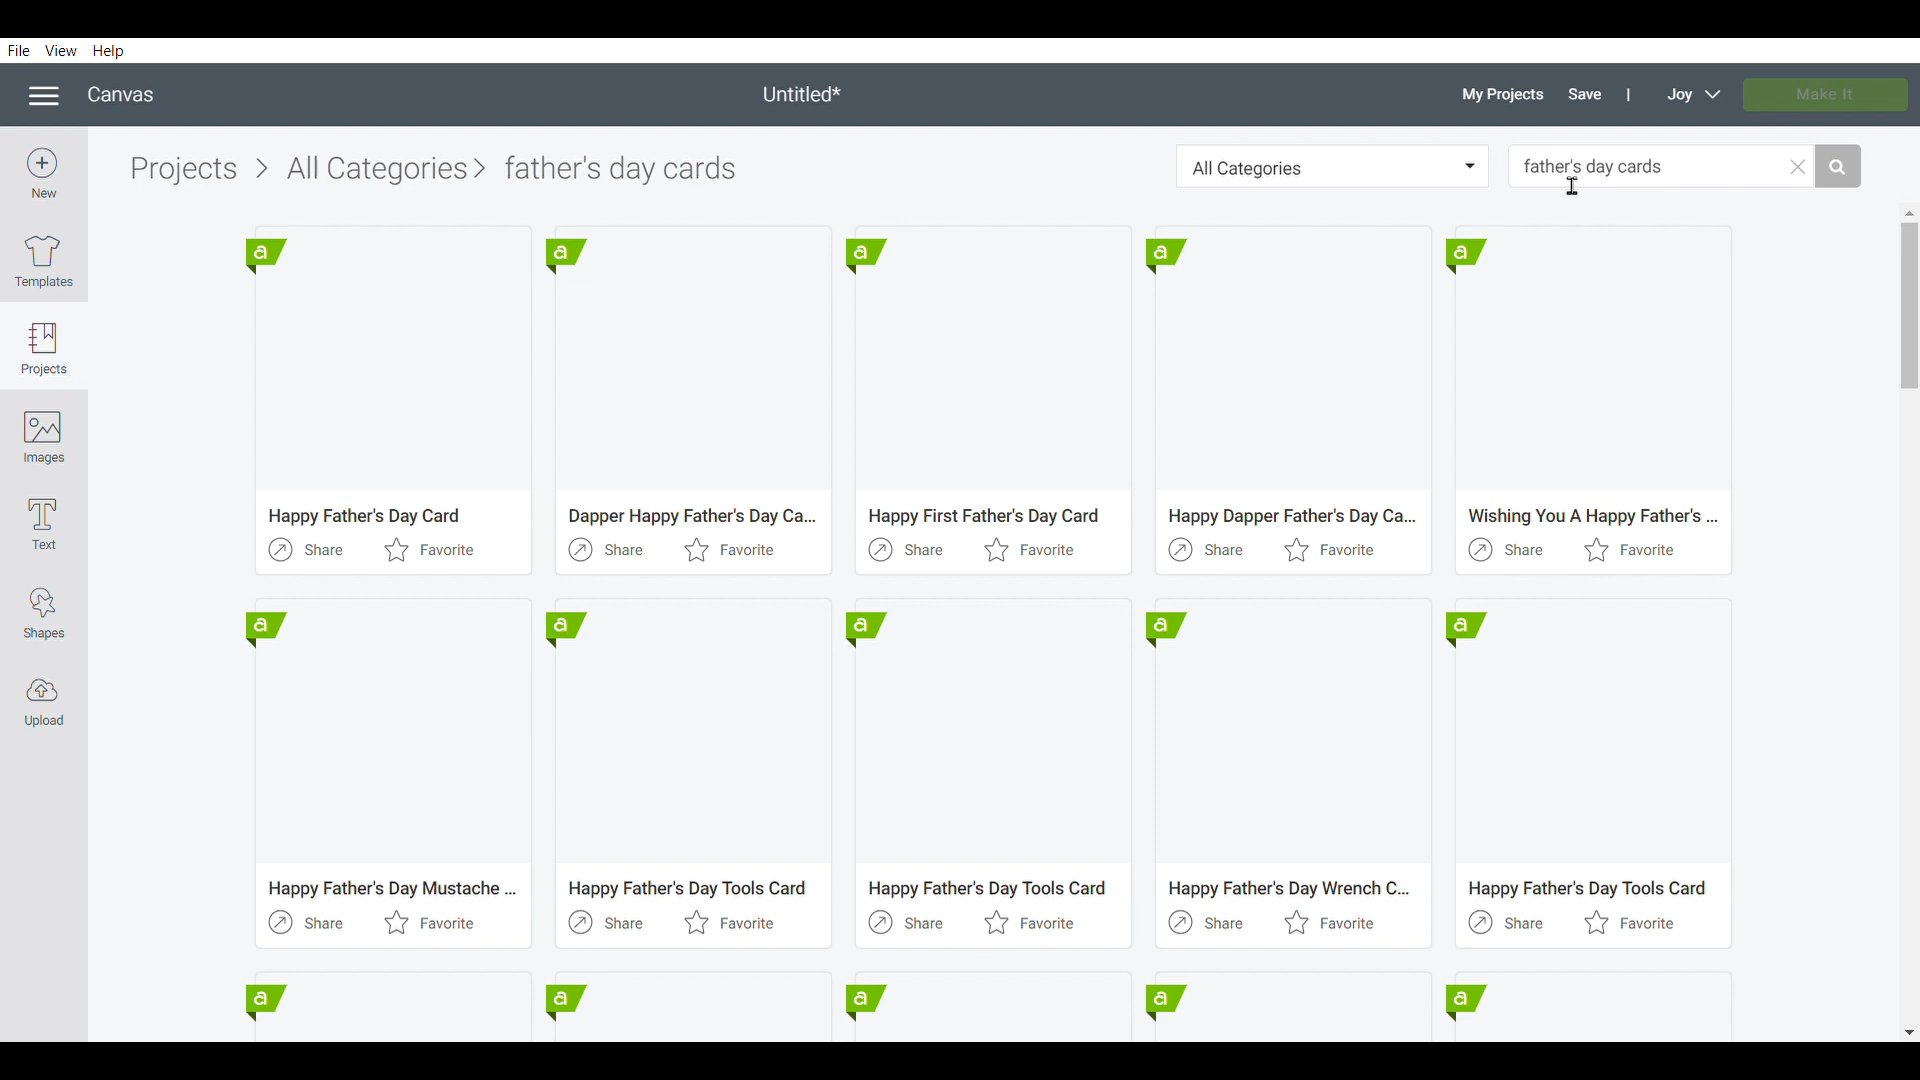 File View Help
Canvas Untitled* My Projects Save | Joy Make It
Projects > All Categories > father's day cards All Categories father's day cards
New
Templates
Projects
Images
Text
Shapes
Upload
a a a a a
Happy Father's Day Card Dapper Happy Father's Day Ca... Happy First Father's Day Card Happy Dapper Father's Day Ca... Wishing You A Happy Father's ...
Share Favorite Share Favorite Share Favorite Share Favorite Share Favorite
a a a a a
Happy Father's Day Mustache ... Happy Father's Day Tools Card Happy Father's Day Tools Card Happy Father's Day Wrench C... Happy Father's Day Tools Card
Share Favorite Share Favorite Share Favorite Share Favorite Share Favorite
a a a a a